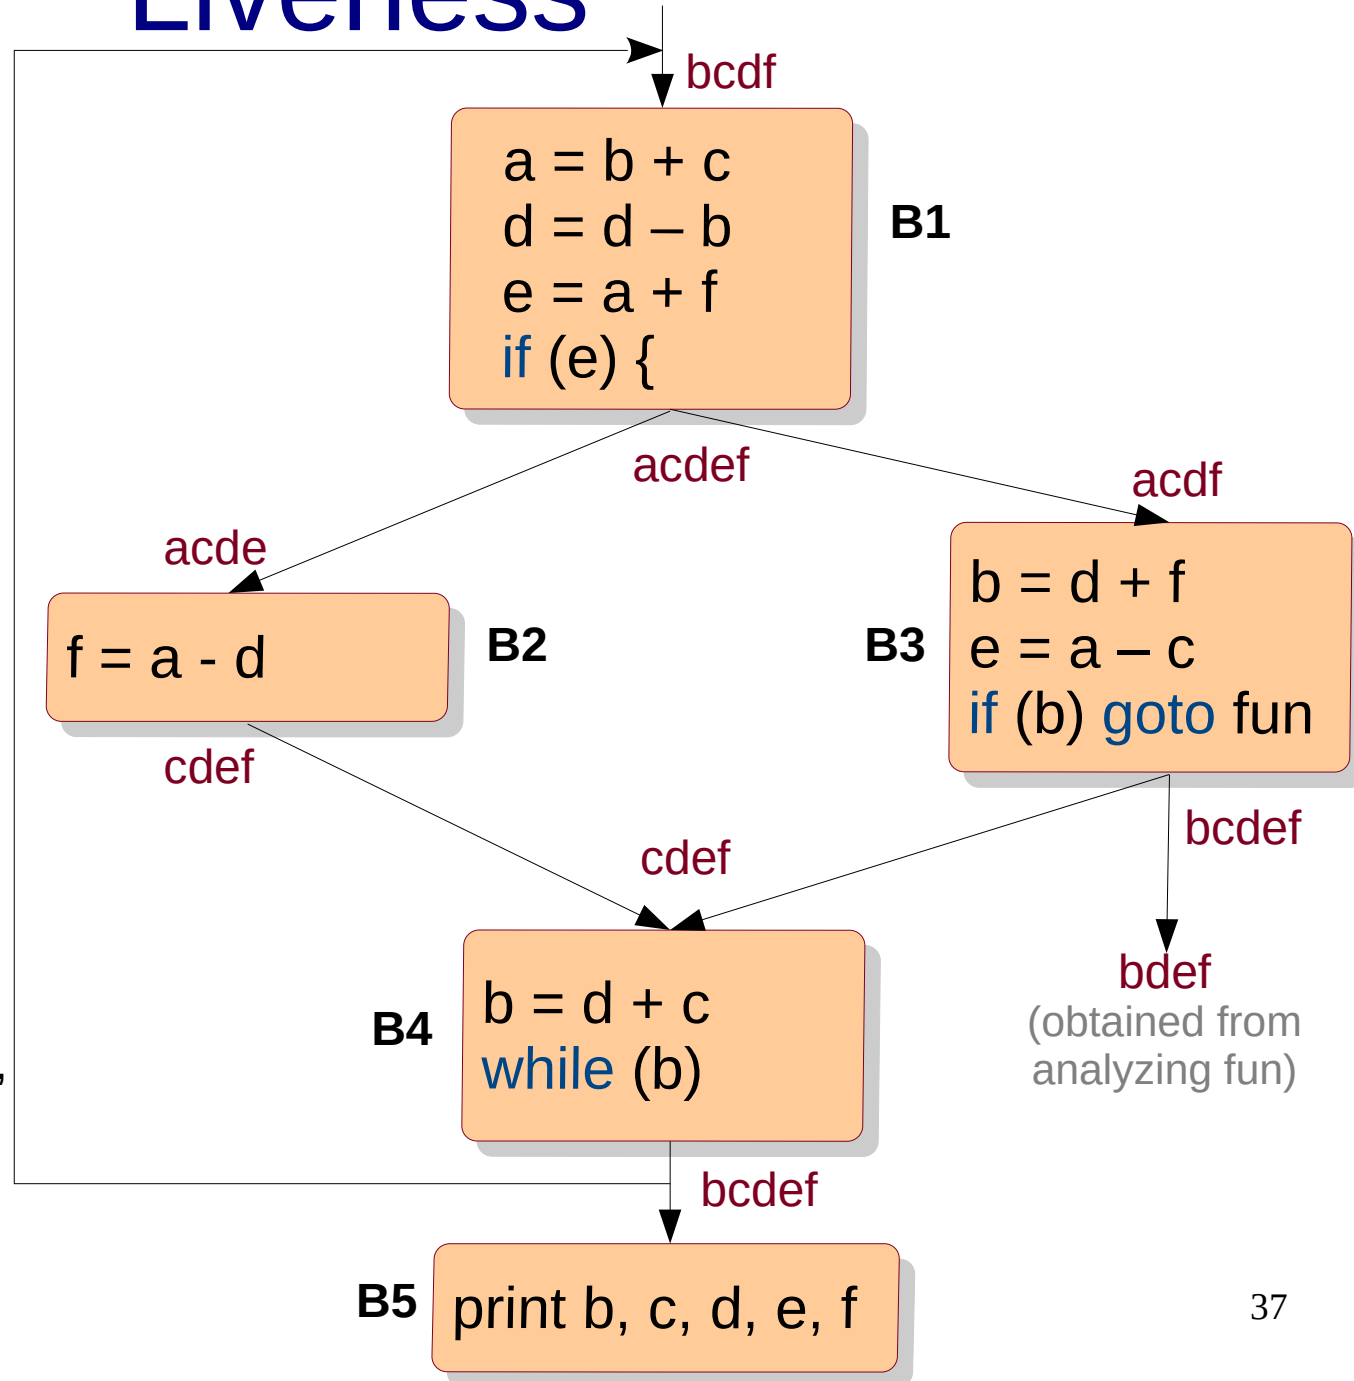 Liveness
bcdf
a = b + c
d = d – b
e = a + f
if (e) {
B1
acdef
acdf
acde
f = a - d
B2
B3
b = d + f
e = a – c
if (b) goto fun
cdef
bcdef
cdef
bdef
(obtained from
analyzing fun)
B4
b = d + c
while (b)
,
bcdef
B5
print b, c, d, e, f
37